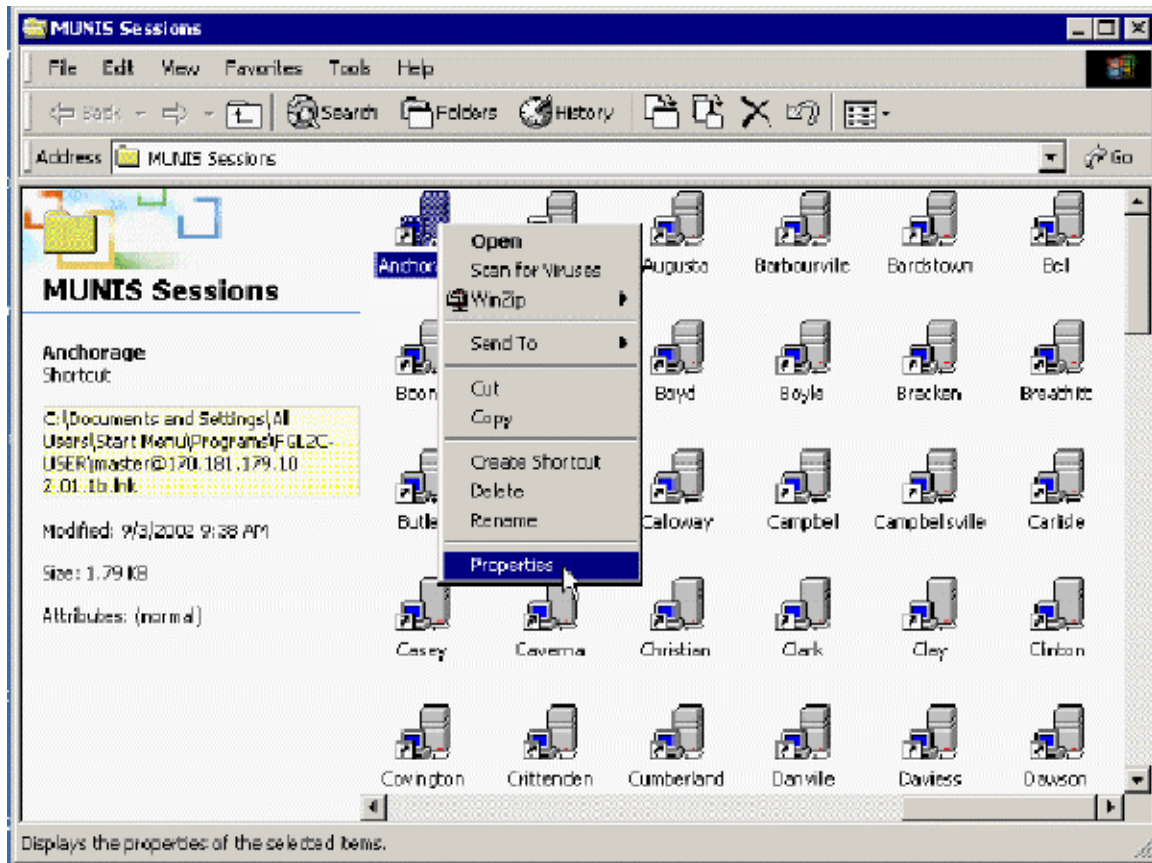 MUNIS Sessions
File Edit View Favorites Tools Help
Back Search Folders History
Address MUNIS Sessions Go
MUNIS Sessions
Anchorage
Shortcut
C:\Documents and Settings\All
Users\Start Menu\Programs\FGL2C-
USER\master@170.181.179.10
2.01.1b.lnk
Modified: 9/3/2002 9:38 AM
Size: 1.79 KB
Attributes: (normal)
Anchor Augusta Barbourville Bardstown Bell
Boon Boyd Boyle Bracken Breathitt
Butle Calloway Campbell Campbellsville Carlisle
Casey Caverna Christian Clark Clay Clinton
Covington Crittenden Cumberland Danville Daviess Dawson
Open
Scan for Viruses
WinZip
Send To
Cut
Copy
Create Shortcut
Delete
Rename
Properties
Displays the properties of the selected items.